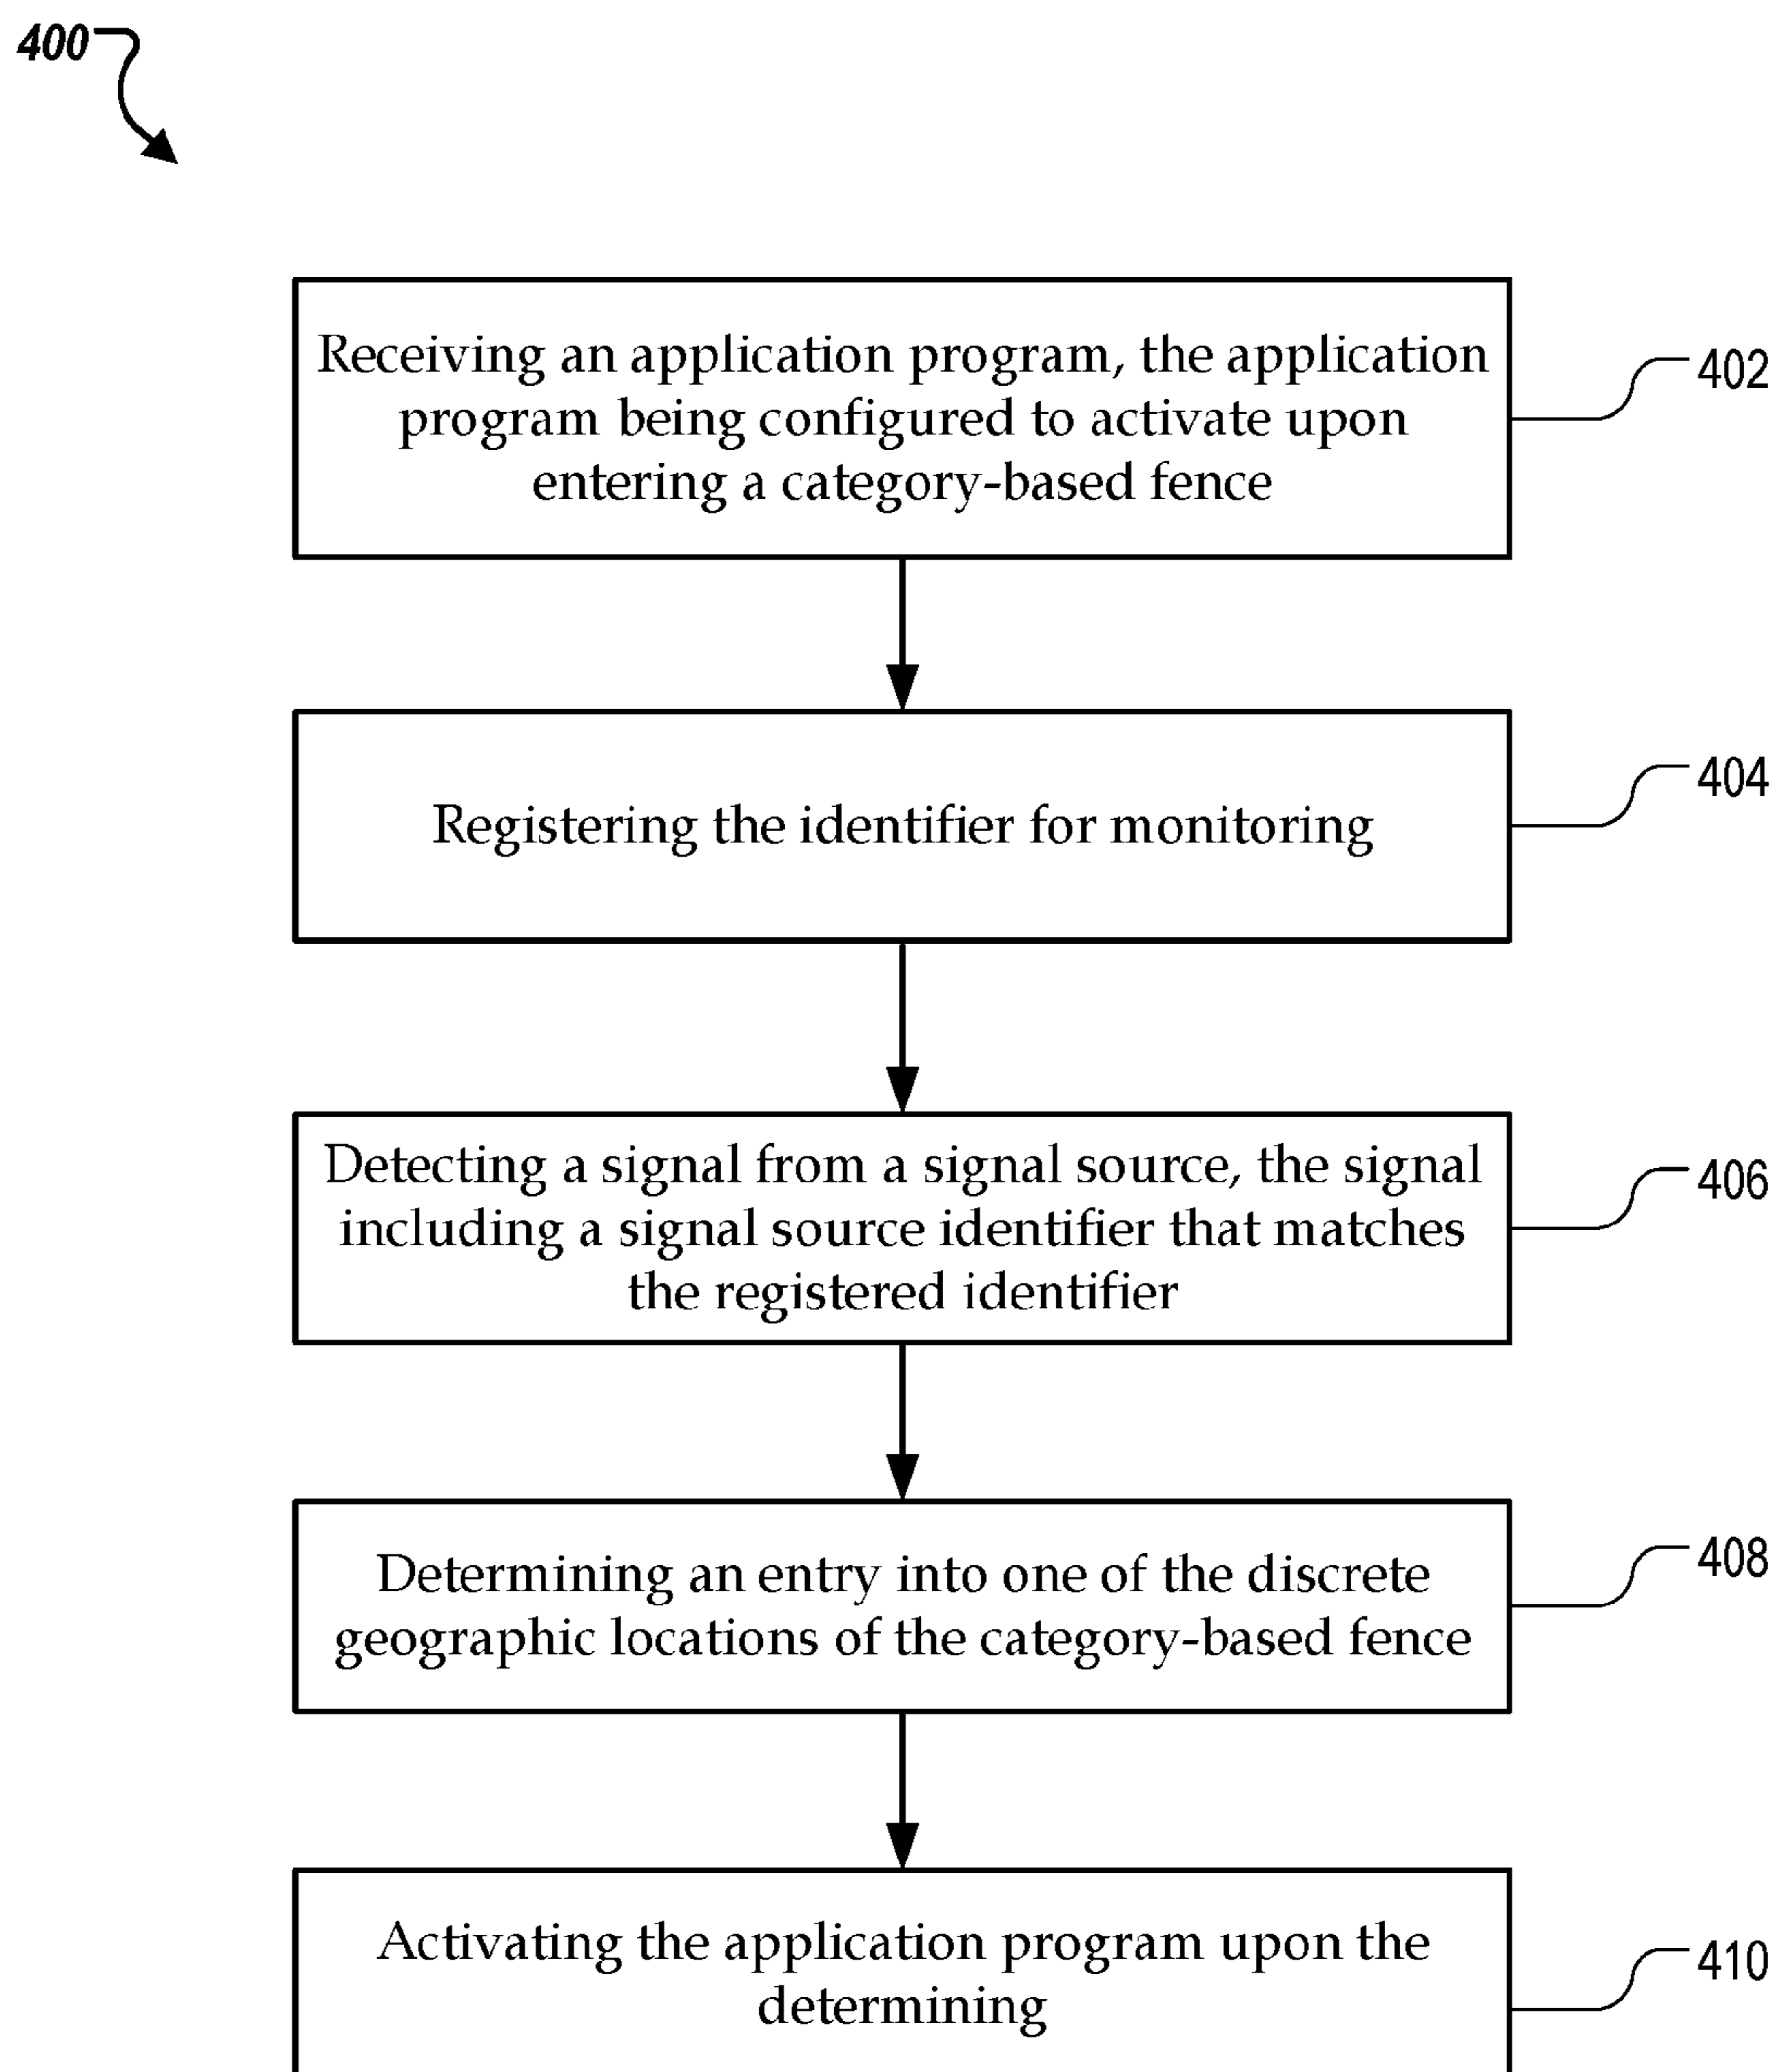 400
Receiving an application program, the application
program being configured to activate upon
entering a category-based fence
402
Registering the identifier for monitoring
404
Detecting a signal from a signal source, the signal
including a signal source identifier that matches
the registered identifier
406
Determining an entry into one of the discrete
geographic locations of the category-based fence
408
Activating the application program upon the
determining
410